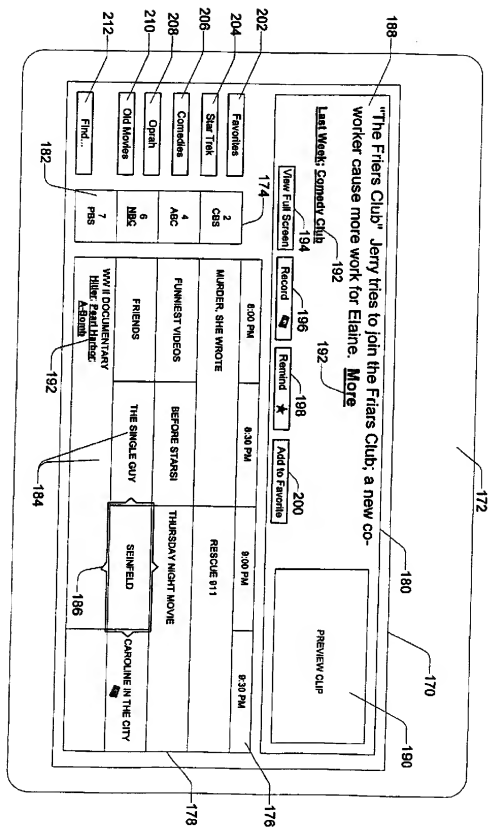 172
180
170
188
"The Friers Club" Jerry tries to join the Friars Club; a new co-
worker cause more work for Elaine. More
192
Last Week; Comedy Club
192
194
196
198
200
View Full Screen
Record
Remind
Add to Favorite
PREVIEW CLIP
190
202
204
206
208
210
212
Favorites
Star Trek
Comedies
Oprah
Old Movies
Find...
174
182
2
CBS
4
ABC
6
NBC
7
PBS
8:00 PM
8:30 PM
9:00 PM
9:30 PM
176
178
MURDER, SHE WROTE
RESCUE 911
FUNNIEST VIDEOS
BEFORE STARS!
THURSDAY NIGHT MOVIE
FRIENDS
THE SINGLE GUY
SEINFELD
CAROLINE IN THE CITY
WW II DOCUMENTARY
Hitler; Pearl Harbor;
A-Bomb
192
184
186